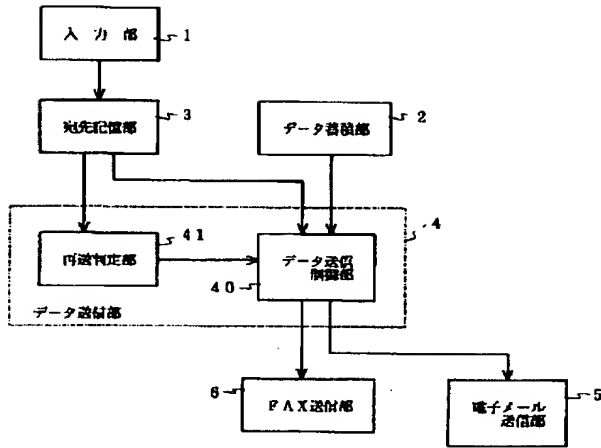 入力部
1
宛先記憶部
3
データ蓄積部
2
4
再送判定部
41
データ送信
制御部
40
データ送信部
6
FAX送信部
電子メール
送信部
5